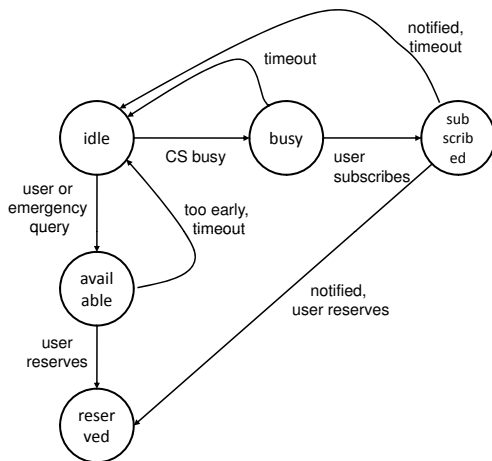 notified,
timeout
timeout
idle
busy
sub
scrib
ed
CS busy
user
subscribes
user or
emergency
query
too early,
timeout
avail
able
notified,
user reserves
user
reserves
reser
ved